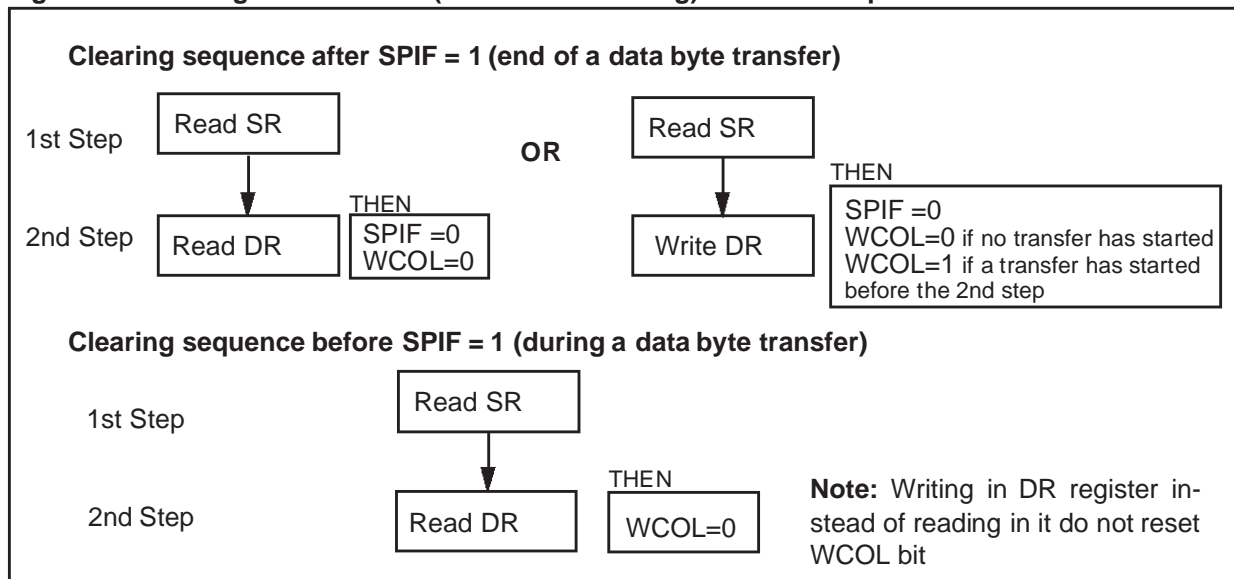 Clearing sequence after SPIF = 1 (end of a data byte transfer)
1st Step
Read SR
OR
Read SR
THEN
2nd Step
Read DR
THEN
SPIF =0
WCOL=0
Write DR
SPIF =0
WCOL=0 if no transfer has started
WCOL=1 if a transfer has started
before the 2nd step
Clearing sequence before SPIF = 1 (during a data byte transfer)
1st Step
Read SR
2nd Step
Read DR
THEN
WCOL=0
Note: Writing in DR register in-
stead of reading in it do not reset
WCOL bit